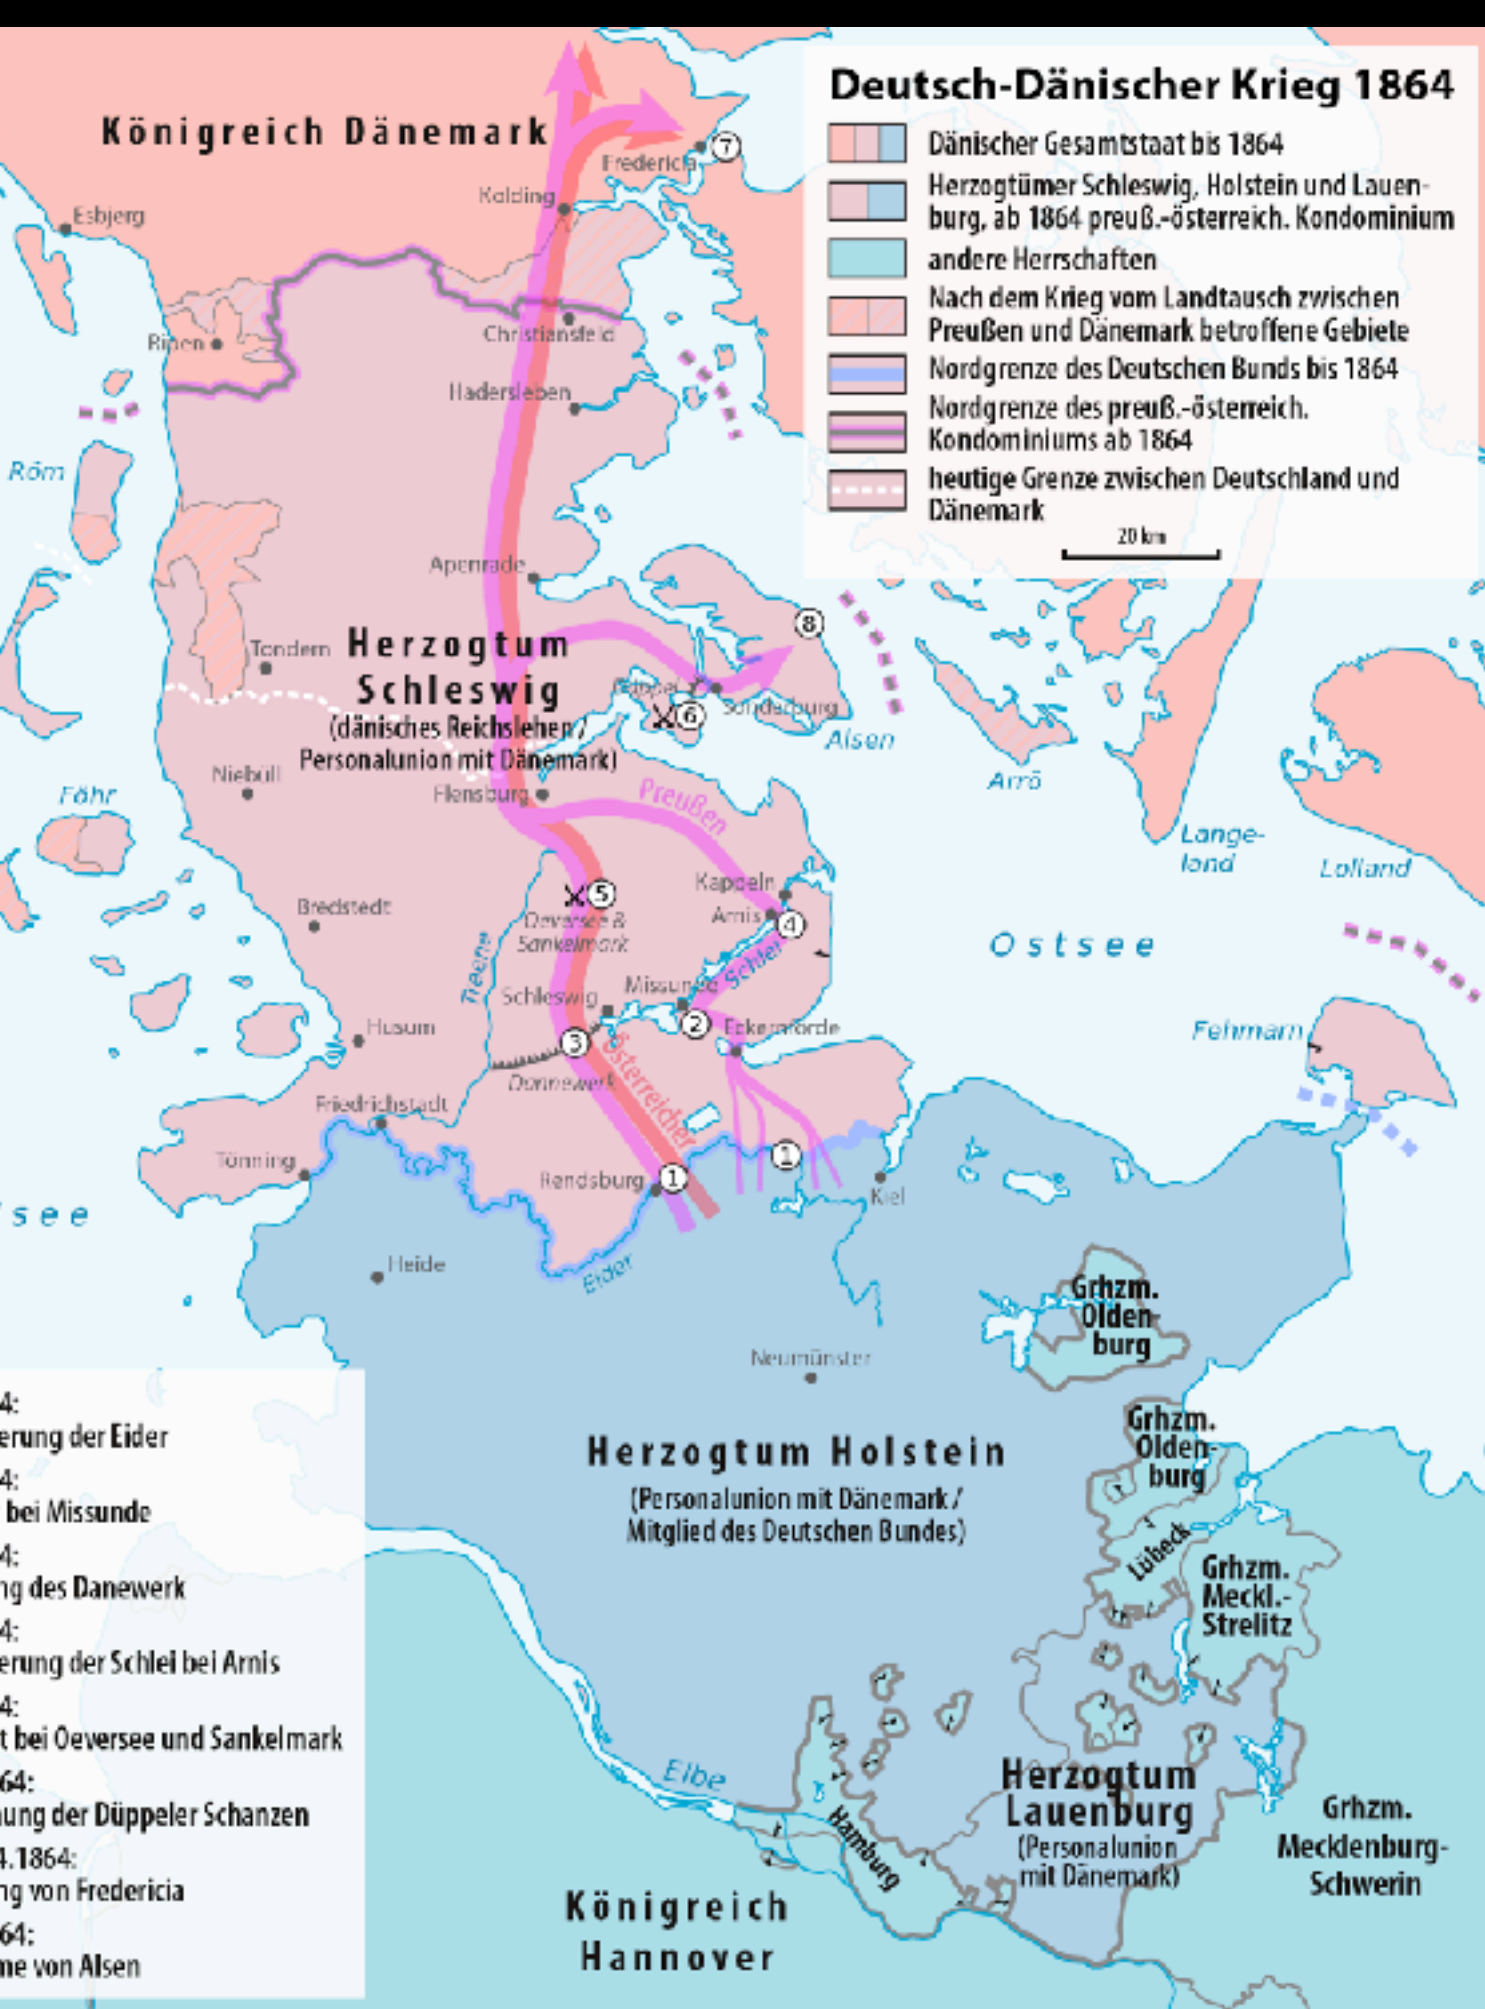 Deutsch-Dänischer Krieg 1864
Dänischer Gesamtstaat bis 1864
Herzogtümer Schleswig, Holstein und Lauen-
burg, ab 1864 preuß.-österreich. Kondominium
andere Herrschaften
Nach dem Krieg vom Landtausch zwischen
Preußen und Dänemark betroffene Gebiete
Nordgrenze des Deutschen Bunds bis 1864
Nordgrenze des preuß.-österreich.
Kondominiums ab 1864
heutige Grenze zwischen Deutschland und
Dänemark
20 km
Königreich Dänemark
7
Fredericia
Kolding
Esbjerg
Ripen
Christiansfeld
Hadersleben
Röm
Apenrade
8
Tondern
Herzogtum
Schleswig
(dänisches Reichslehen /
Personalunion mit Dänemark)
Düppel
Sonderburg
6
Alsen
Arrö
Niebüll
Flensburg
Preußen
Föhr
Lange-
land
Lolland
Kappeln
5
Bredstedt
Arnis
4
Oeversee &
Sankelmark
Ostsee
Treene
Schlei
Missunde
Schleswig
2
Eckernförde
Husum
3
Fehmarn
Österreicher
Dannewerk
Friedrichstadt
Tönning
1
Rendsburg
1
Kiel
see
Heide
Eider
Grhzm.
Olden-
burg
Neumünster
4:
erung der Eider
4:
bei Missunde
4:
ng des Danewerk
4:
erung der Schlei bei Arnis
4:
t bei Oeversee und Sankelmark
64:
nung der Düppeler Schanzen
4.1864:
ng von Fredericia
64:
me von Alsen
Herzogtum Holstein
(Personalunion mit Dänemark /
Mitglied des Deutschen Bundes)
Grhzm.
Olden-
burg
Lübeck
Grhzm.
Meckl.-
Strelitz
Elbe
Hamburg
Herzogtum
Lauenburg
(Personalunion
mit Dänemark)
Grhzm.
Mecklenburg-
Schwerin
Königreich
Hannover